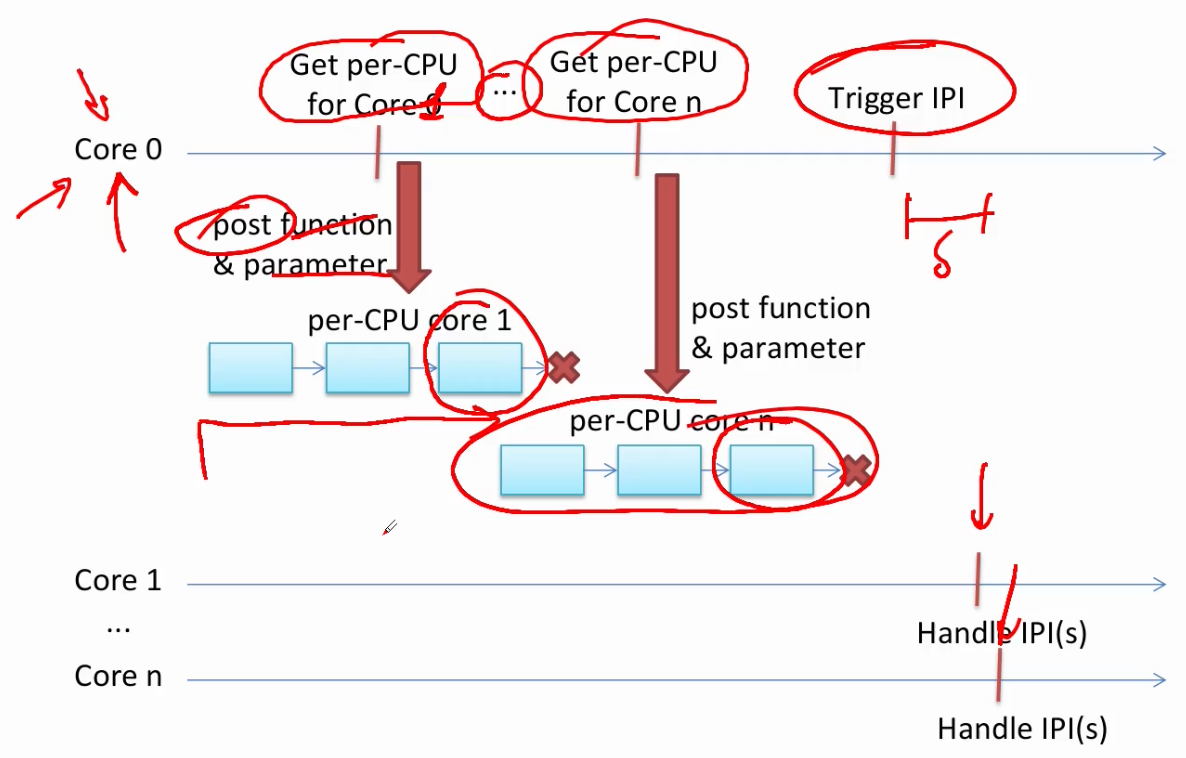 Get per-CPU
for Core 1
...
Get per-CPU
for Core n
Trigger IPI
Core 0
post function
& parameter
δ
per-CPU core 1
post function
& parameter
per-CPU core n
Core 1
...
Handle IPI(s)
Core n
Handle IPI(s)